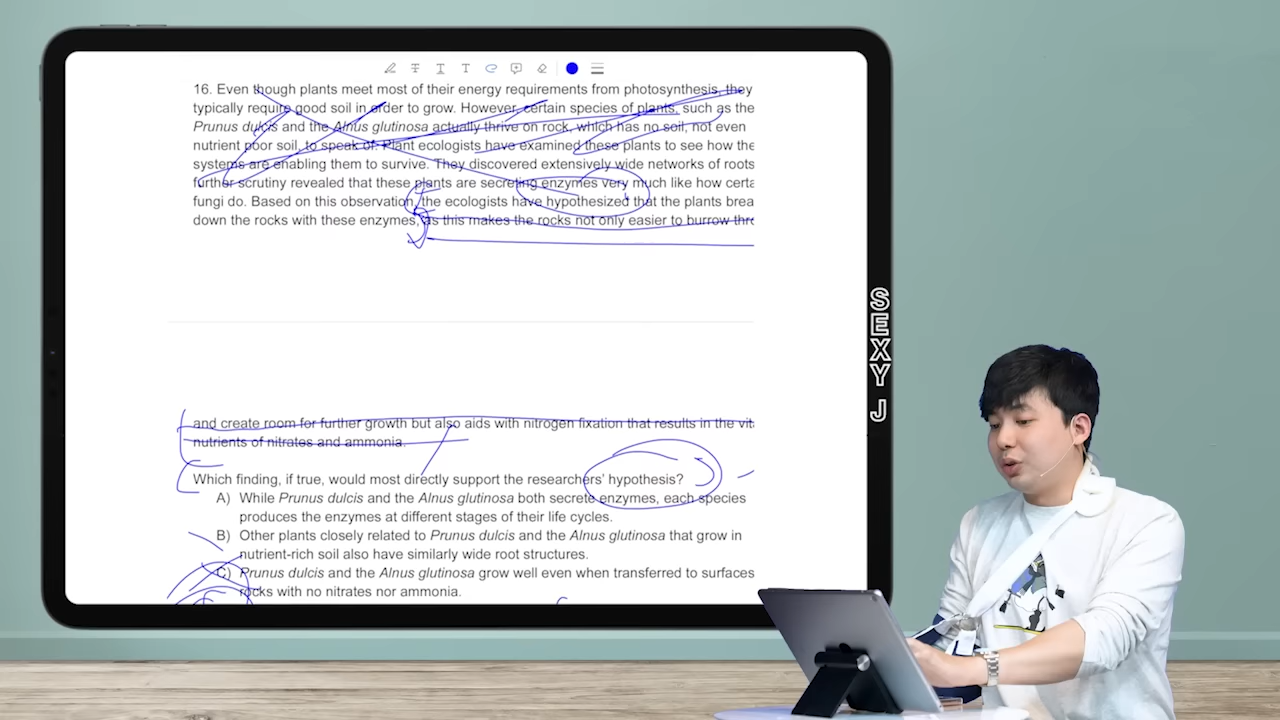 16. Even though plants meet most of their energy requirements from photosynthesis, they
typically require good soil in order to grow. However, certain species of plants, such as the
Prunus dulcis and the Alnus glutinosa actually thrive on rock, which has no soil, not even
nutrient poor soil, to speak of. Plant ecologists have examined these plants to see how the
systems are enabling them to survive. They discovered extensively wide networks of roots
further scrutiny revealed that these plants are secreting enzymes very much like how certa
fungi do. Based on this observation, the ecologists have hypothesized that the plants brea
down the rocks with these enzymes, as this makes the rocks not only easier to burrow thro
and create room for further growth but also aids with nitrogen fixation that results in the vit
nutrients of nitrates and ammonia.
Which finding, if true, would most directly support the researchers' hypothesis?
A) While Prunus dulcis and the Alnus glutinosa both secrete enzymes, each species
produces the enzymes at different stages of their life cycles.
B) Other plants closely related to Prunus dulcis and the Alnus glutinosa that grow in
nutrient-rich soil also have similarly wide root structures.
C) Prunus dulcis and the Alnus glutinosa grow well even when transferred to surfaces
rocks with no nitrates nor ammonia.
SEXY J